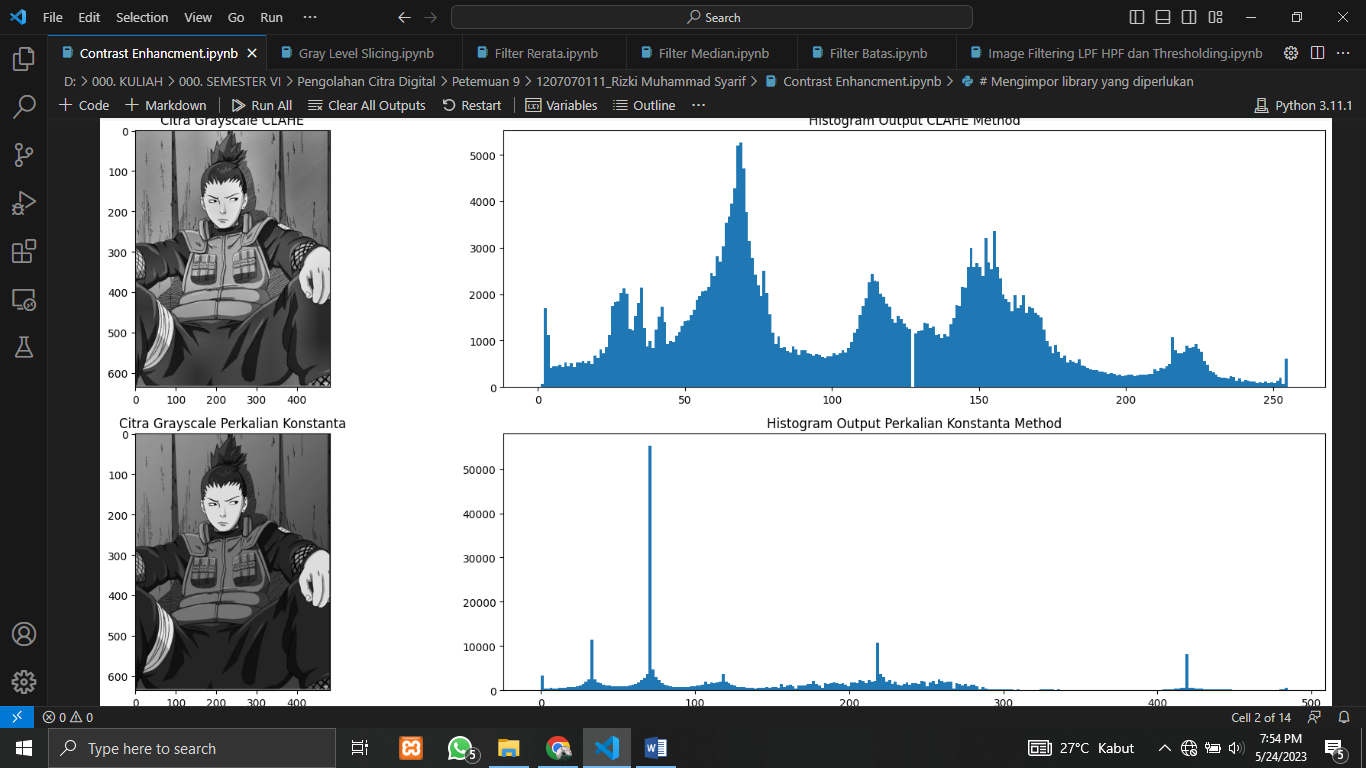 File Edit Selection View Go Run ··· Search
Contrast Enhancment.ipynb Gray Level Slicing.ipynb Filter Rerata.ipynb Filter Median.ipynb Filter Batas.ipynb Image Filtering LPF HPF dan Thresholding.ipynb
D: > 000. KULIAH > 000. SEMESTER VI > Pengolahan Citra Digital > Petemuan 9 > 1207070111_Rizki Muhammad Syarif > Contrast Enhancment.ipynb > # Mengimpor library yang diperlukan
+ Code + Markdown Run All Clear All Outputs Restart Variables Outline ··· Python 3.11.1
Citra Grayscale CLAHE
0
100
200
300
400
500
600
0 100 200 300 400
Histogram Output CLAHE Method
5000
4000
3000
2000
1000
0
0 50 100 150 200 250
Citra Grayscale Perkalian Konstanta
0
100
200
300
400
500
600
0 100 200 300 400
Histogram Output Perkalian Konstanta Method
50000
40000
30000
20000
10000
0
0 100 200 300 400 500
0 0 Cell 2 of 14
Type here to search 5 27°C Kabut 7:54 PM
5/24/2023 5